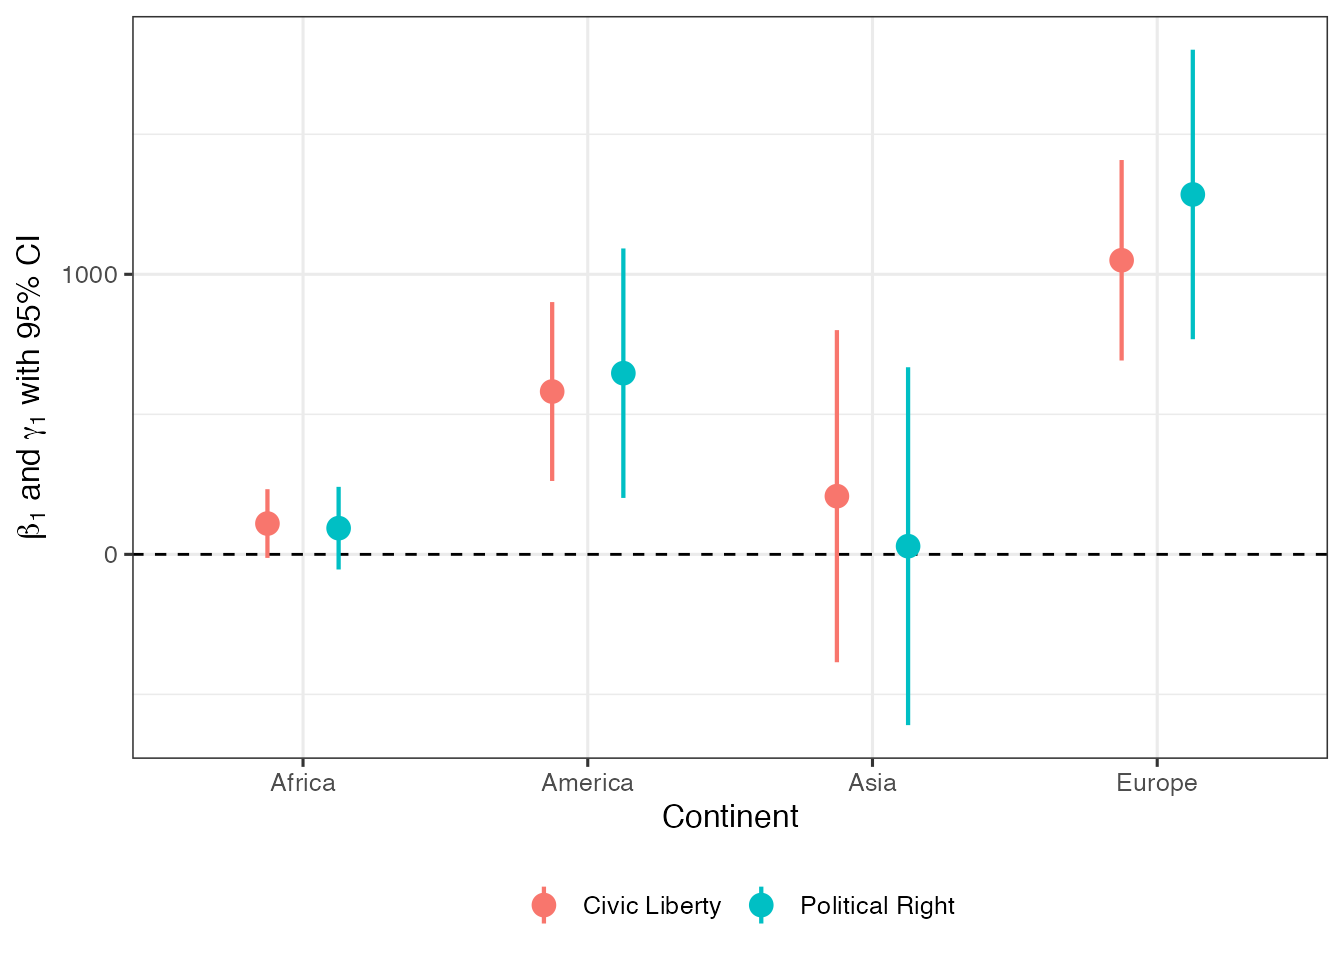 β1 and γ1 with 95% CI
1000
0
Africa America Asia Europe
Continent
Civic Liberty Political Right